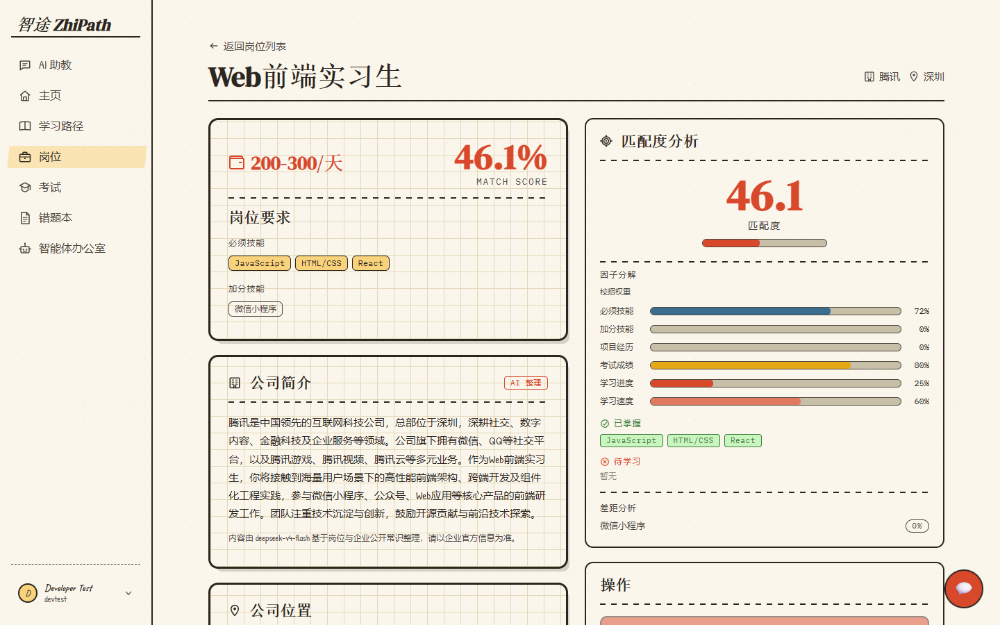 智途 ZhiPath
AI 助教
主页
学习路径
岗位
考试
错题本
智能体办公室
D
Developer Test
devtest
返回岗位列表
Web前端实习生
腾讯
深圳
200-300/天
46.1%
MATCH SCORE
岗位要求
必须技能
JavaScript
HTML/CSS
React
加分技能
微信小程序
公司简介
AI 整理
腾讯是中国领先的互联网科技公司，总部位于深圳，深耕社交、数字
内容、金融科技及企业服务等领域。公司旗下拥有微信、QQ等社交平
台，以及腾讯游戏、腾讯视频、腾讯云等多元业务。作为Web前端实习
生，你将接触到海量用户场景下的高性能前端架构、跨端开发及组件
化工程实践，参与微信小程序、公众号、Web应用等核心产品的前端研
发工作。团队注重技术沉淀与创新，鼓励开源贡献与前沿技术探索。
内容由 deepseek-v4-flash 基于岗位与企业公开常识整理，请以企业官方信息为准。
公司位置
匹配度分析
46.1
匹配度
因子分解
校招权重
必须技能 72%
加分技能 0%
项目经历 0%
考试成绩 80%
学习进度 25%
学习速度 60%
已掌握
JavaScript
HTML/CSS
React
待学习
暂无
差距分析
微信小程序 0%
操作